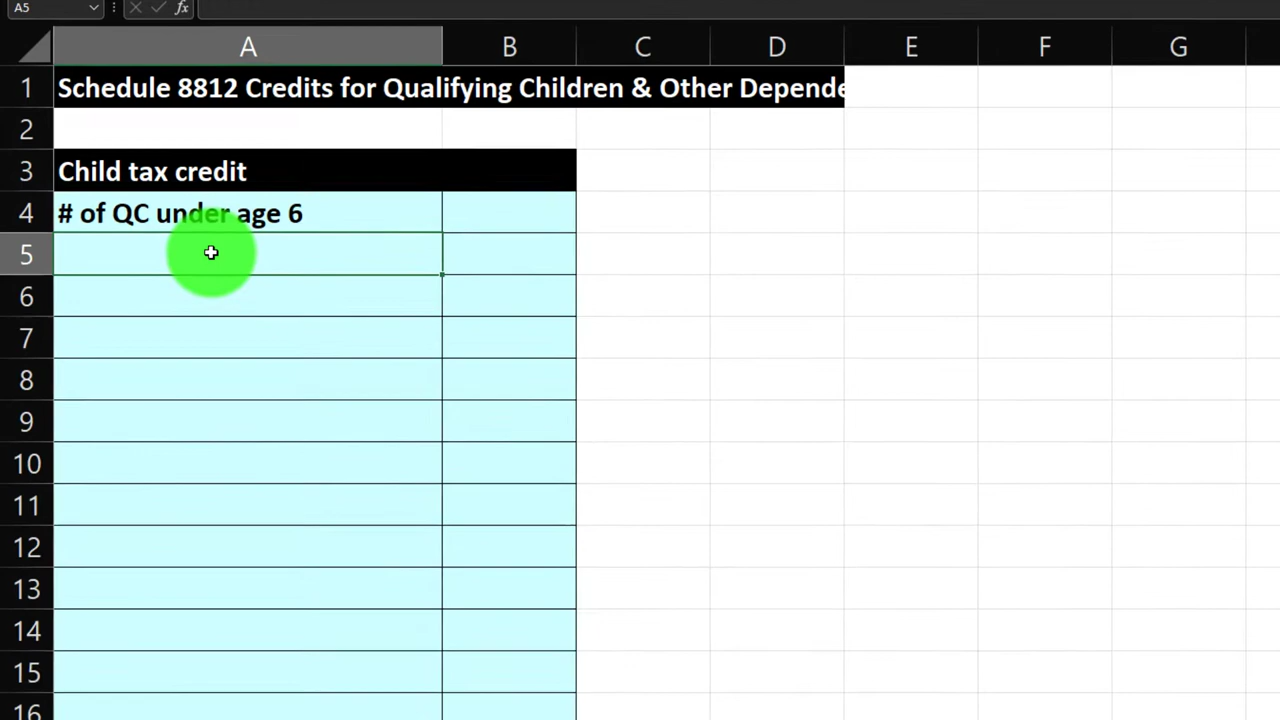 A5
fx
A B C D E F G
1 Schedule 8812 Credits for Qualifying Children & Other Depende
2
3 Child tax credit
4 # of QC under age 6
5
6
7
8
9
10
11
12
13
14
15
16